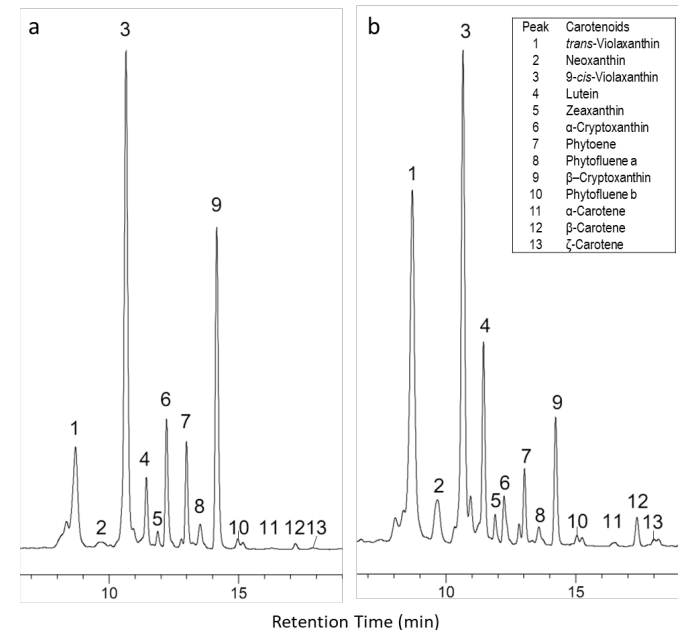 a
3
9
6
7
1
4
8
5
2
10
11
12
13
10
15
b
3
1
4
9
7
2
5
6
12
8
10
11
13
10
15
Peak Carotenoids
1 trans-Violaxanthin
2 Neoxanthin
3 9-cis-Violaxanthin
4 Lutein
5 Zeaxanthin
6 α-Cryptoxanthin
7 Phytoene
8 Phytofluene a
9 β–Cryptoxanthin
10 Phytofluene b
11 α-Carotene
12 β-Carotene
13 ζ-Carotene
Retention Time (min)